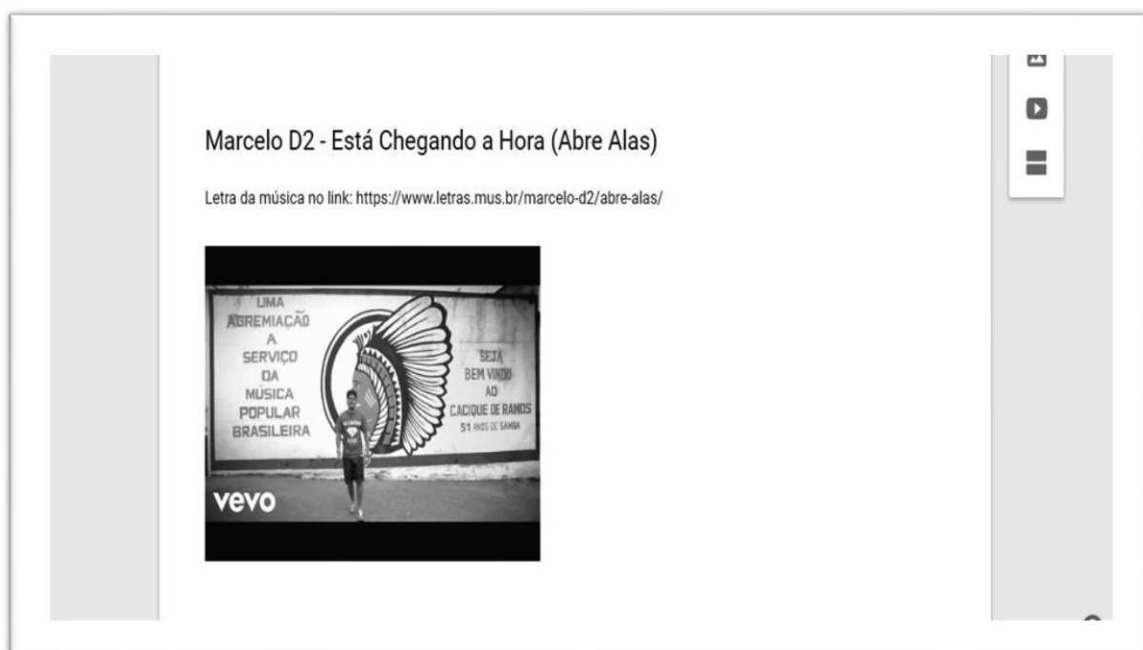 Marcelo D2 - Está Chegando a Hora (Abre Alas)
Letra da música no link: https://www.letras.mus.br/marcelo-d2/abre-alas/
UMA
AGREMIAÇÃO
A
SERVIÇO
DA
MÚSICA
POPULAR
BRASILEIRA
SEJA
BEM VINDO
AO
CACIQUE DE RAMOS
51 ANOS DE SAMBA
vevo